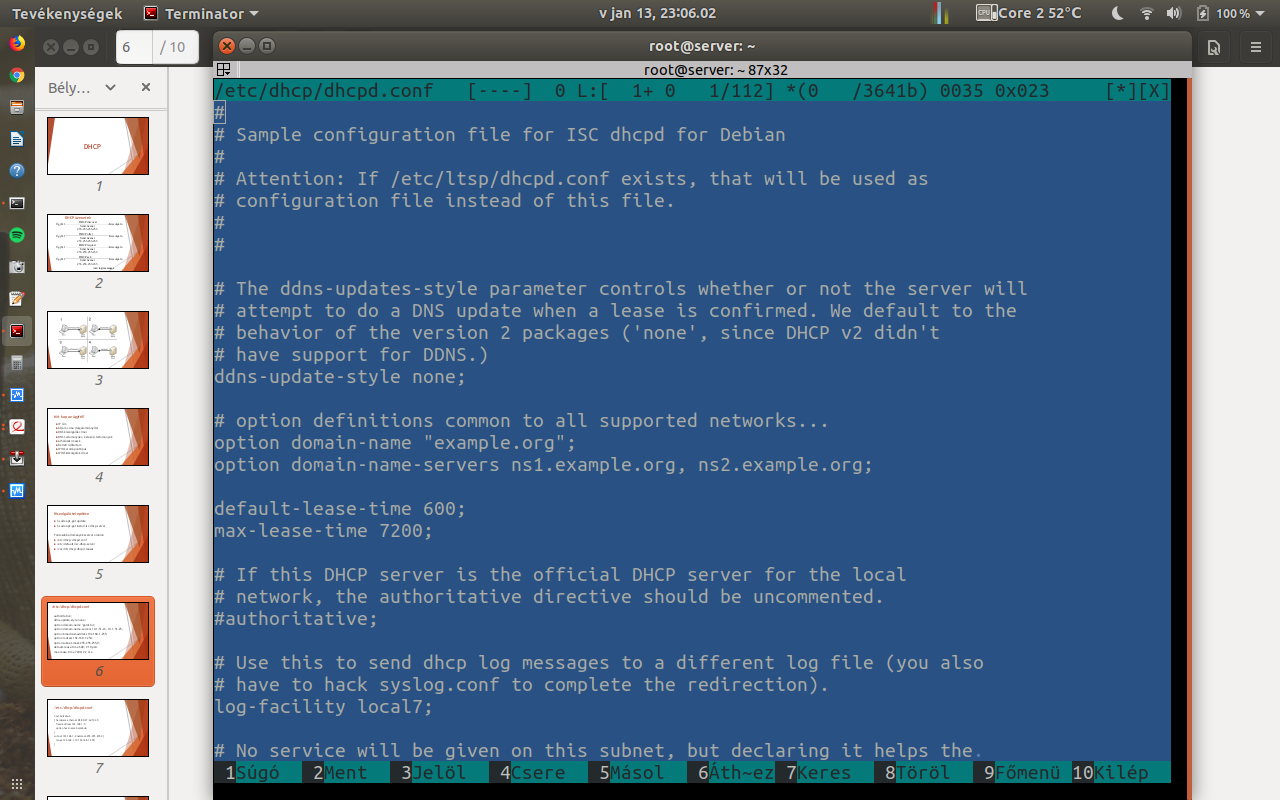 Tevékenységek
Terminator
v jan 13, 23:06.02
Core 2 52°C
100 %
6
/ 10
root@server: ~
root@server: ~ 87x32
Bély…
/etc/dhcp/dhcpd.conf   [----]  0 L:[  1+ 0   1/112] *(0   /3641b) 0035 0x023     [*][X]
#
# Sample configuration file for ISC dhcpd for Debian
#
# Attention: If /etc/ltsp/dhcpd.conf exists, that will be used as
# configuration file instead of this file.
#
#
# The ddns-updates-style parameter controls whether or not the server will
# attempt to do a DNS update when a lease is confirmed. We default to the
# behavior of the version 2 packages ('none', since DHCP v2 didn't
# have support for DDNS.)
ddns-update-style none;
# option definitions common to all supported networks...
option domain-name "example.org";
option domain-name-servers ns1.example.org, ns2.example.org;
default-lease-time 600;
max-lease-time 7200;
# If this DHCP server is the official DHCP server for the local
# network, the authoritative directive should be uncommented.
#authoritative;
# Use this to send dhcp log messages to a different log file (you also
# have to hack syslog.conf to complete the redirection).
log-facility local7;
# No service will be given on this subnet, but declaring it helps the.
1Súgó 2Ment 3Jelöl 4Csere 5Másol 6Áth~ez 7Keres 8Töröl 9Főmenü 10Kilép
DHCP
1
2
3
4
5
6
7